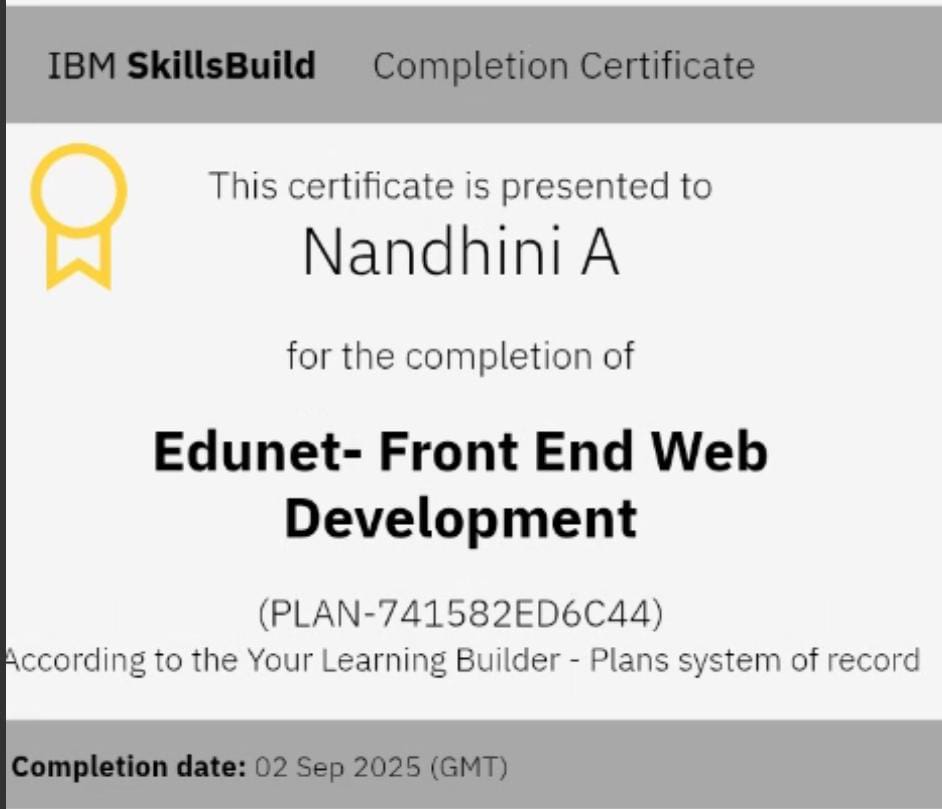 IBM SkillsBuild Completion Certificate
This certificate is presented to
Nandhini A
for the completion of
Edunet- Front End Web
Development
(PLAN-741582ED6C44)
According to the Your Learning Builder - Plans system of record
Completion date: 02 Sep 2025 (GMT)